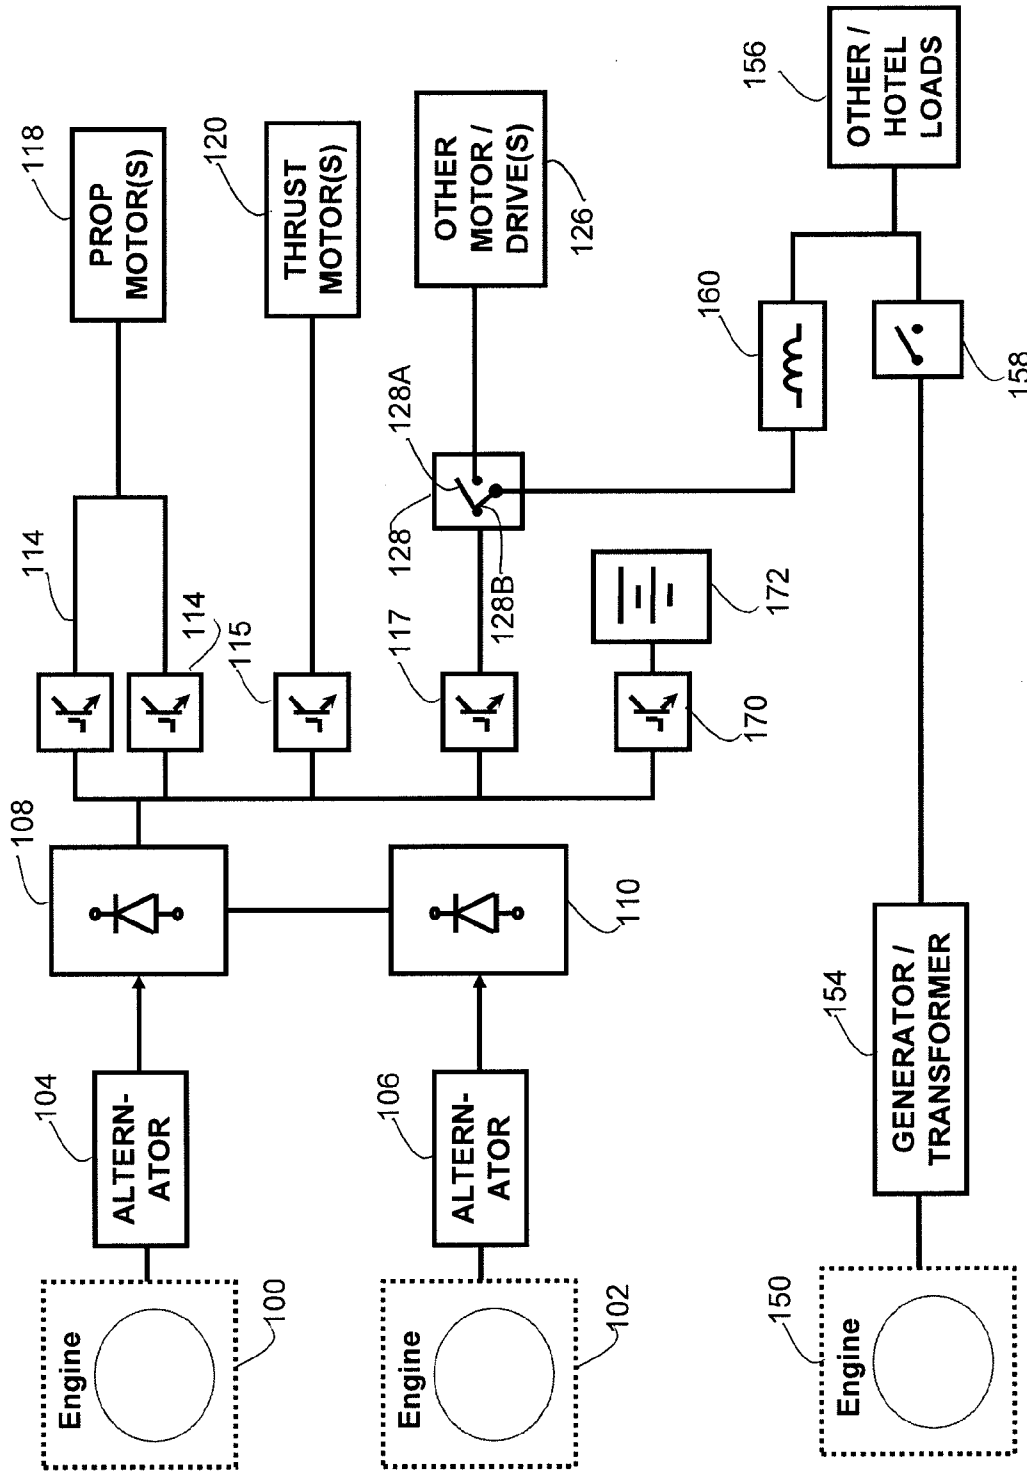 Engine
100
ALTERN-
ATOR
104
108
114
114
PROP
MOTOR(S)
118
115
THRUST
MOTOR(S)
120
Engine
102
ALTERN-
ATOR
106
110
117
128
128A
128B
OTHER
MOTOR /
DRIVE(S)
126
170
172
160
Engine
150
GENERATOR /
TRANSFORMER
154
158
OTHER /
HOTEL
LOADS
156